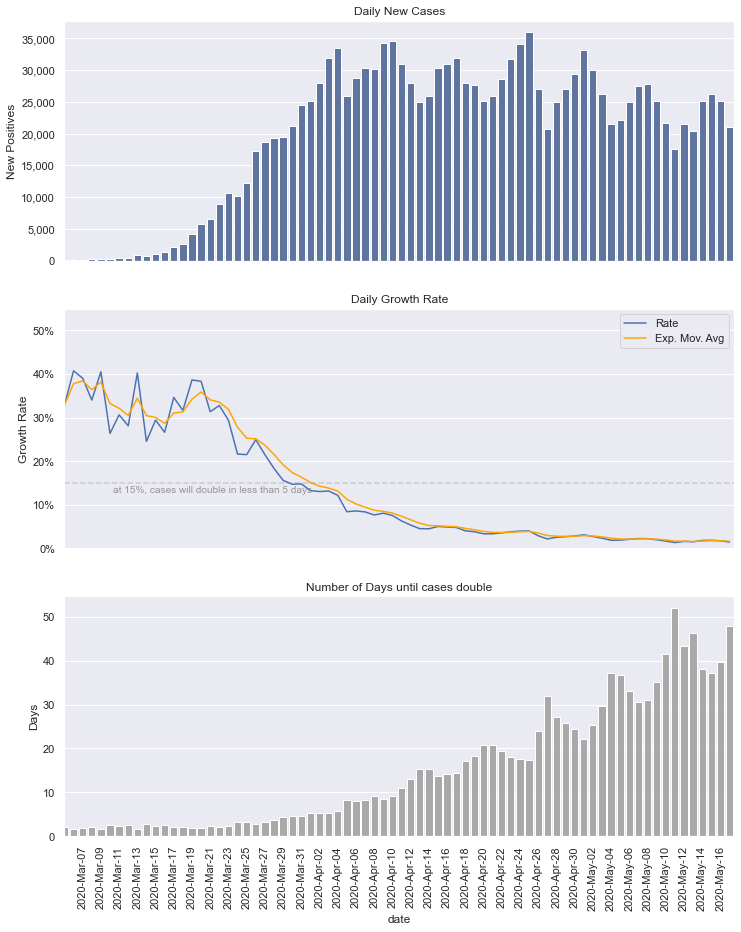 Daily New Cases
New Positives
35,000
30,000
25,000
20,000
15,000
10,000
5,000
0
Daily Growth Rate
Growth Rate
50%
40%
30%
20%
10%
0%
Rate
Exp. Mov. Avg
at 15%, cases will double in less than 5 days
Number of Days until cases double
Days
50
40
30
20
10
0
2020-Mar-07
2020-Mar-09
2020-Mar-11
2020-Mar-13
2020-Mar-15
2020-Mar-17
2020-Mar-19
2020-Mar-21
2020-Mar-23
2020-Mar-25
2020-Mar-27
2020-Mar-29
2020-Mar-31
2020-Apr-02
2020-Apr-04
2020-Apr-06
2020-Apr-08
2020-Apr-10
2020-Apr-12
2020-Apr-14
2020-Apr-16
2020-Apr-18
2020-Apr-20
2020-Apr-22
2020-Apr-24
2020-Apr-26
2020-Apr-28
2020-Apr-30
2020-May-02
2020-May-04
2020-May-06
2020-May-08
2020-May-10
2020-May-12
2020-May-14
2020-May-16
date